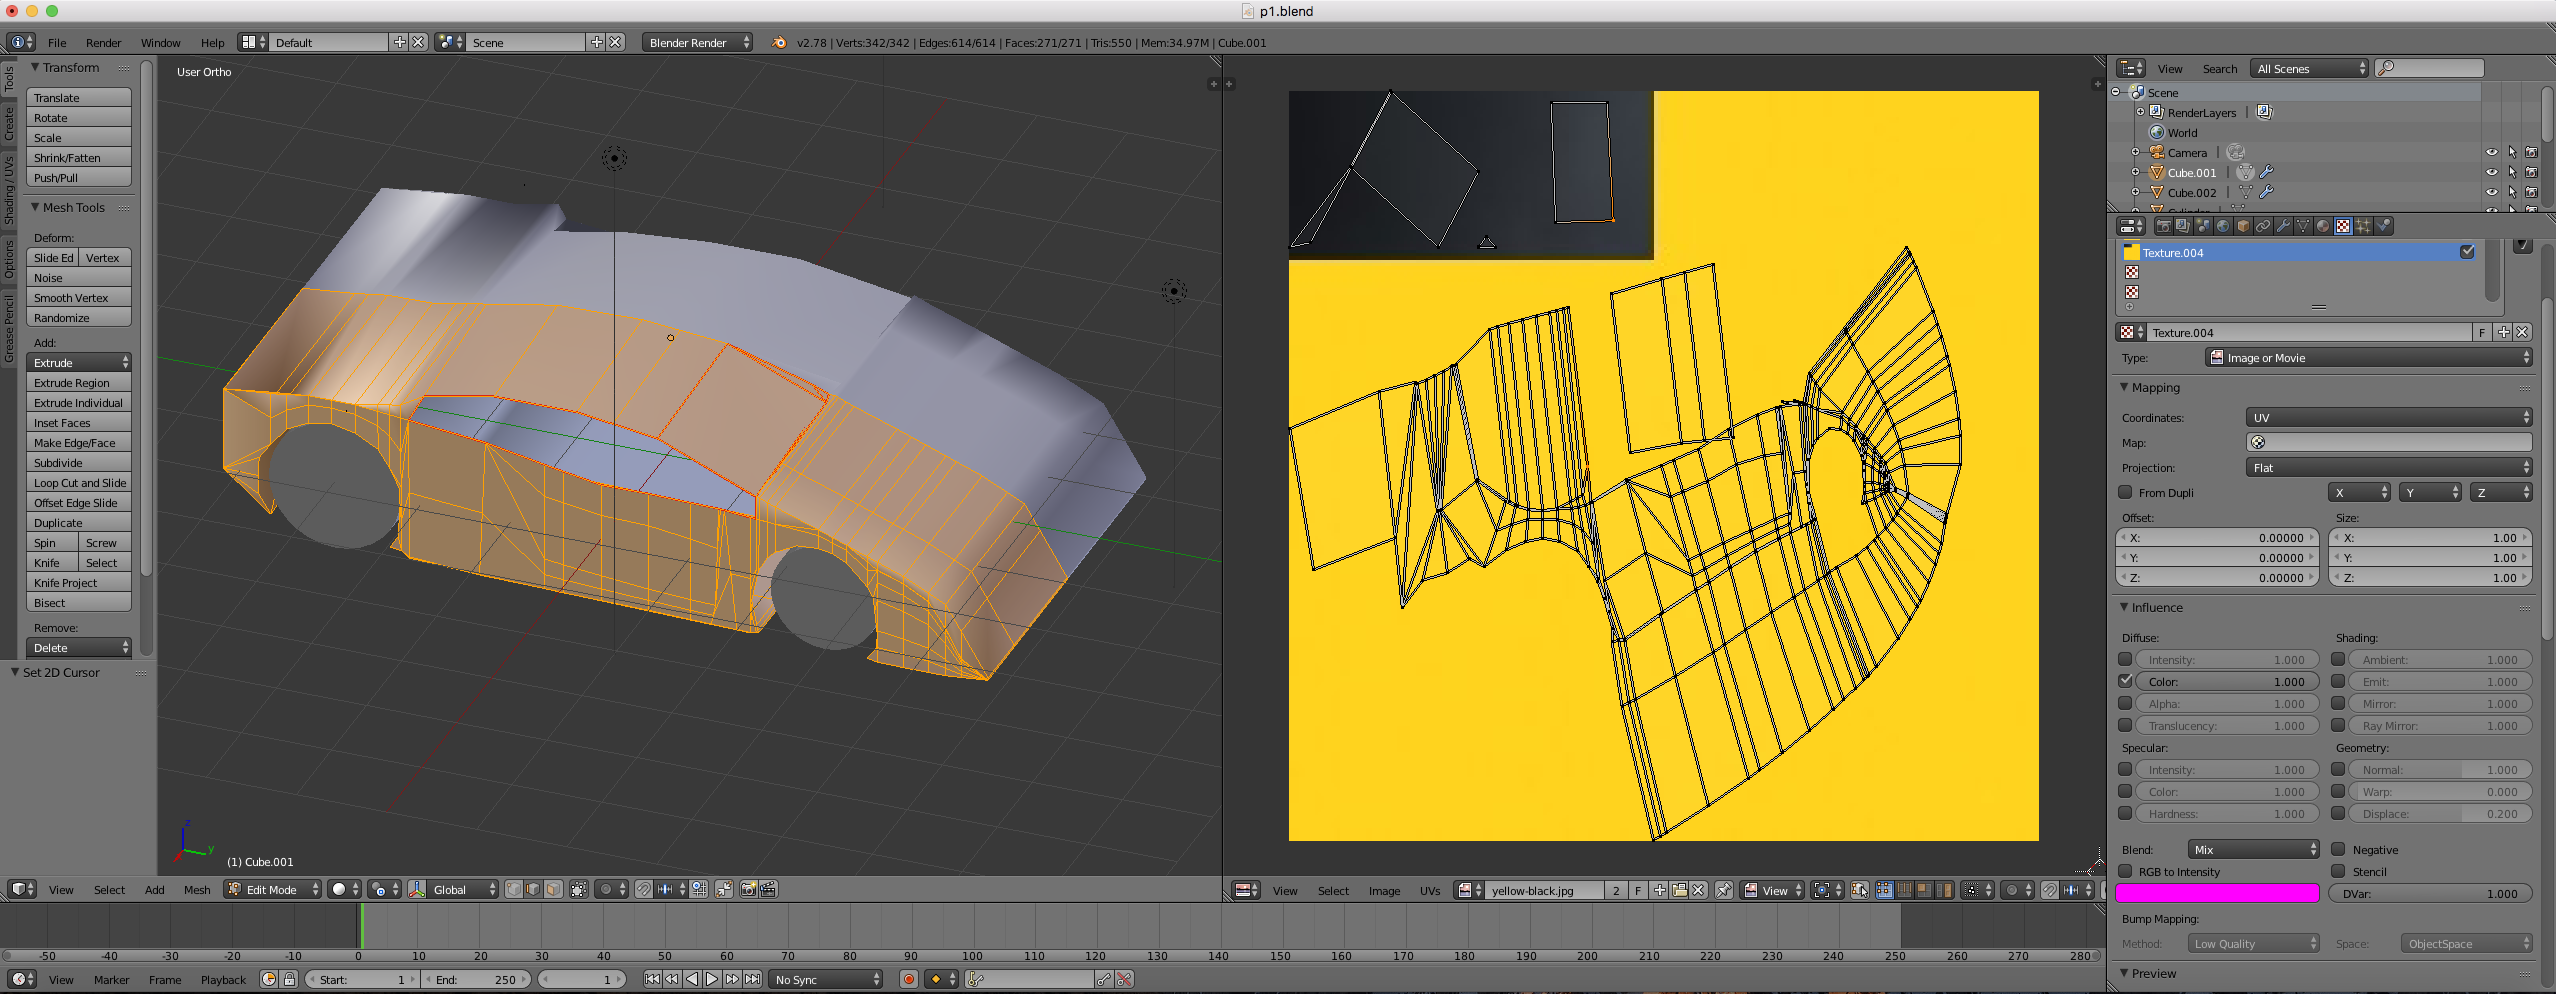 p1.blend
File Render Window Help Default Scene Blender Render v2.78 | Verts:342/342 | Edges:614/614 | Faces:271/271 | Tris:550 | Mem:34.97M | Cube.001
Tools
Create
Shading / UVs
Options
Grease Pencil
Transform
Translate
Rotate
Scale
Shrink/Fatten
Push/Pull
Mesh Tools
Deform:
Slide Ed Vertex
Noise
Smooth Vertex
Randomize
Add:
Extrude
Extrude Region
Extrude Individual
Inset Faces
Make Edge/Face
Subdivide
Loop Cut and Slide
Offset Edge Slide
Duplicate
Spin Screw
Knife Select
Knife Project
Bisect
Remove:
Delete
Set 2D Cursor
User Ortho
z
y
x
(1) Cube.001
View Select Add Mesh Edit Mode Global
View Select Image UVs yellow-black.jpg 2 F View
View Search All Scenes
Scene
RenderLayers |
World
Camera |
Cube.001 |
Cube.002 |
Texture.004
Texture.004 F
Type: Image or Movie
Mapping
Coordinates: UV
Map:
Projection: Flat
From Dupli X Y Z
Offset: Size:
X: 0.00000 X: 1.00
Y: 0.00000 Y: 1.00
Z: 0.00000 Z: 1.00
Influence
Diffuse: Shading:
Intensity: 1.000 Ambient: 1.000
Color: 1.000 Emit: 1.000
Alpha: 1.000 Mirror: 1.000
Translucency: 1.000 Ray Mirror: 1.000
Specular: Geometry:
Intensity: 1.000 Normal: 1.000
Color: 1.000 Warp: 0.000
Hardness: 1.000 Displace: 0.200
Blend: Mix Negative
RGB to Intensity Stencil
DVar: 1.000
Bump Mapping:
Method: Low Quality Space: ObjectSpace
Preview
-50 -40 -30 -20 -10 0 10 20 30 40 50 60 70 80 90 100 110 120 130 140 150 160 170 180 190 200 210 220 230 240 250 260 270 280
View Marker Frame Playback Start: 1 End: 250 1 No Sync